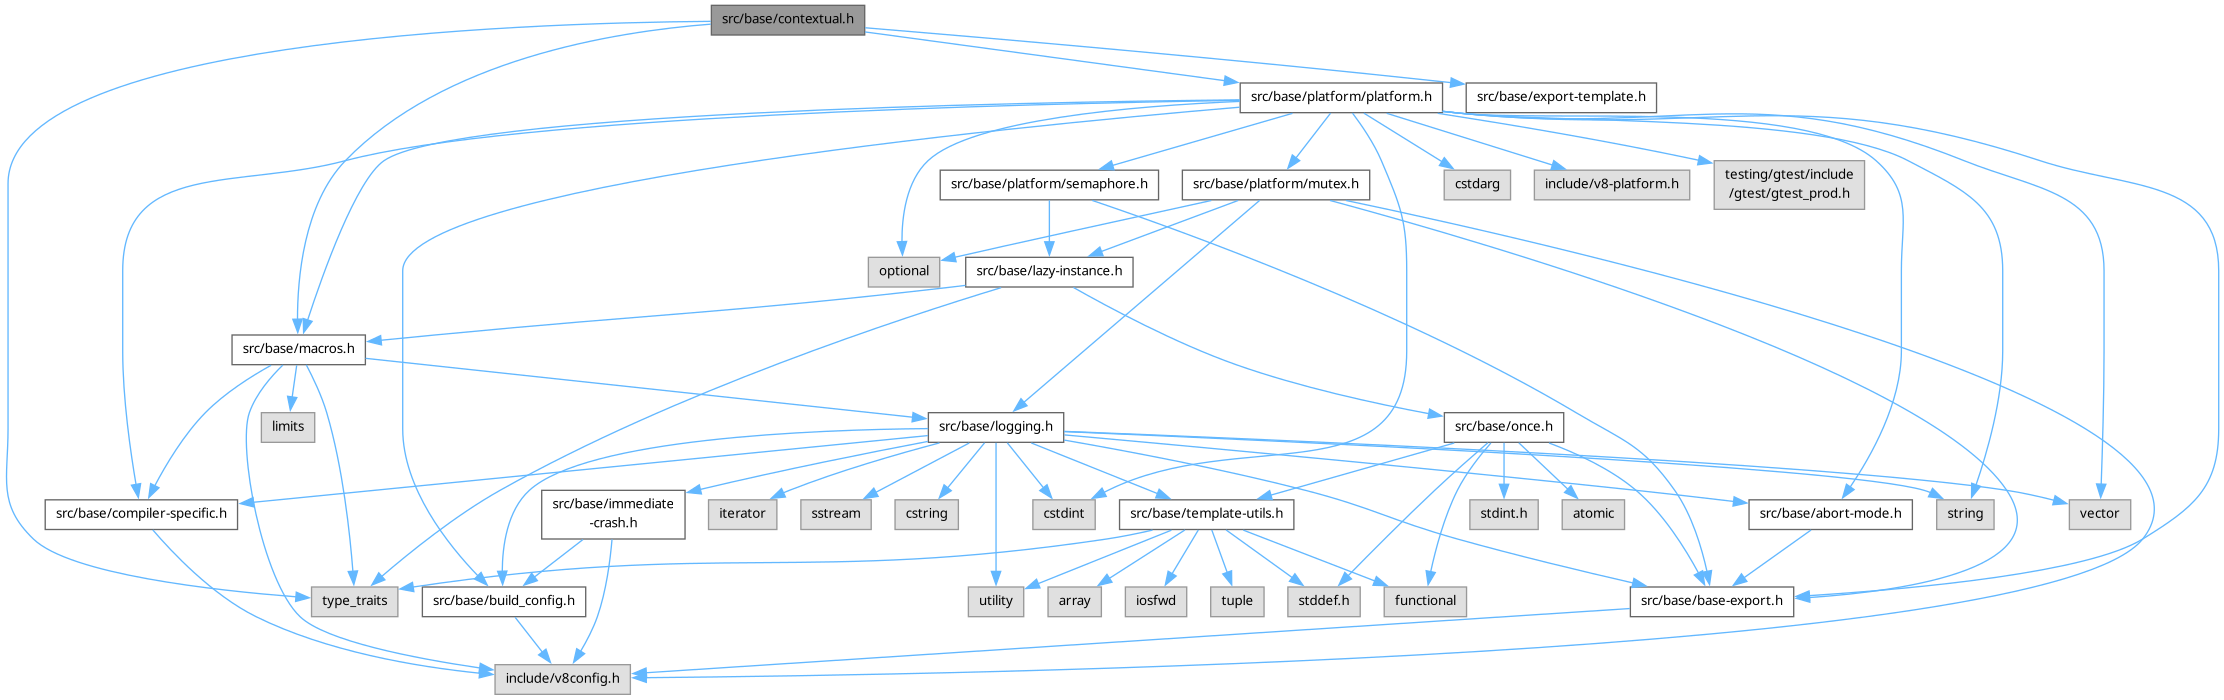 src/base/contextual.h
src/base/platform/platform.h
src/base/export-template.h
src/base/platform/semaphore.h
src/base/platform/mutex.h
cstdarg
include/v8-platform.h
testing/gtest/include
/gtest/gtest_prod.h
optional
src/base/lazy-instance.h
src/base/macros.h
limits
src/base/logging.h
src/base/once.h
src/base/compiler-specific.h
src/base/immediate
-crash.h
iterator
sstream
cstring
cstdint
src/base/template-utils.h
stdint.h
atomic
src/base/abort-mode.h
string
vector
type_traits
src/base/build_config.h
utility
array
iosfwd
tuple
stddef.h
functional
src/base/base-export.h
include/v8config.h